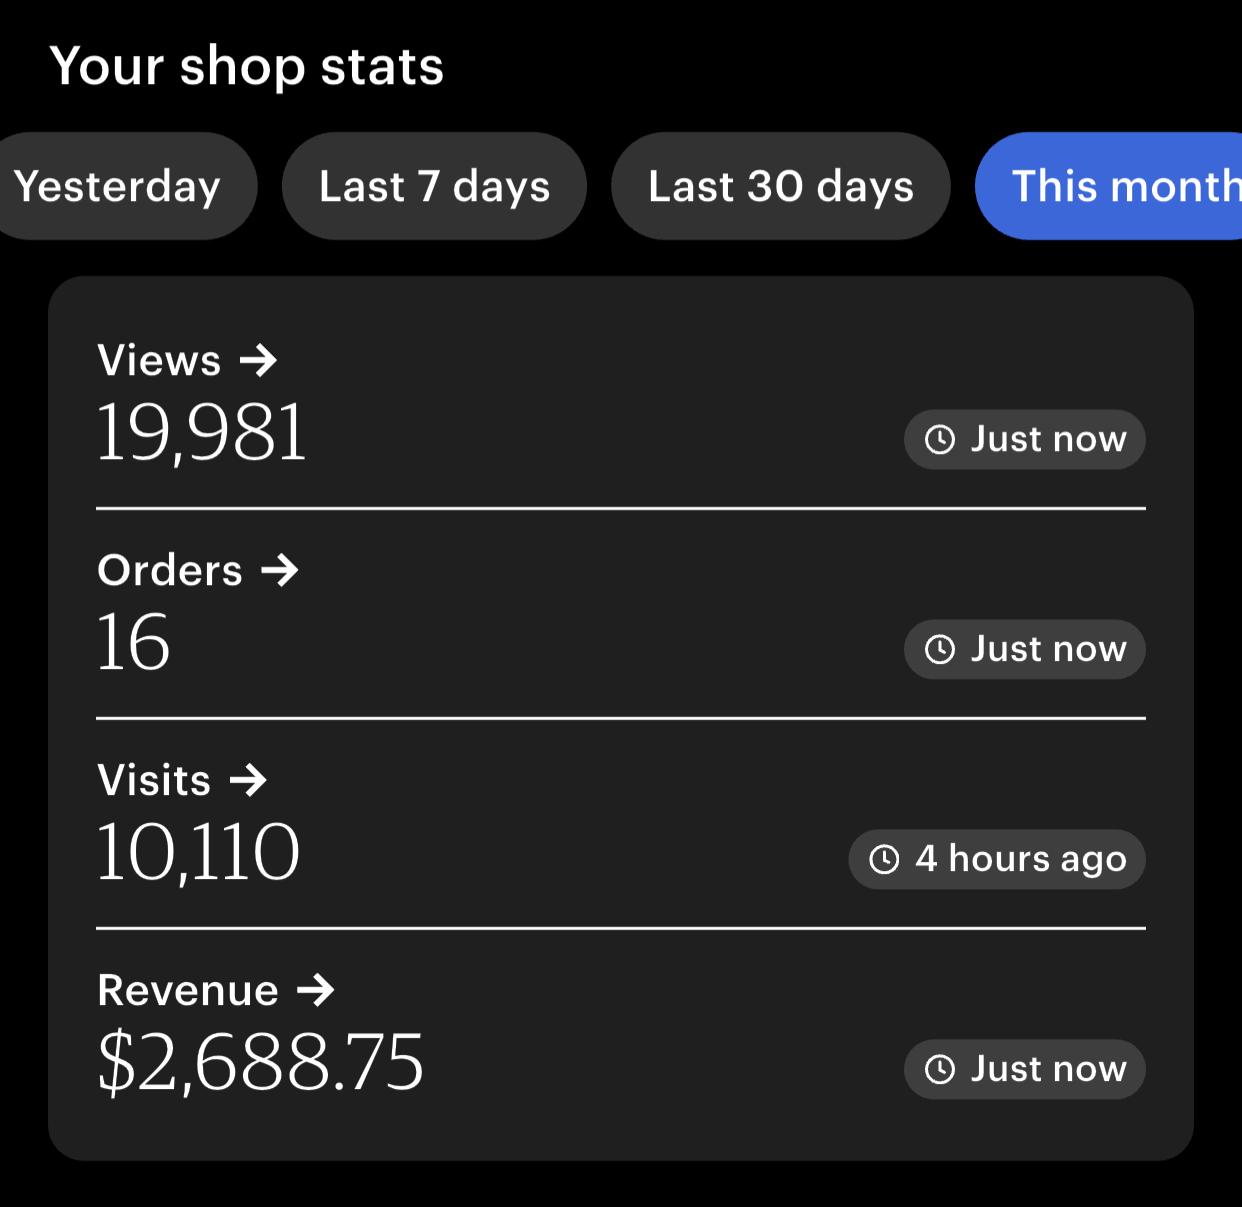 Your shop stats
Yesterday Last 7 days Last 30 days This month
Views →
19,981
Just now
Orders →
16
Just now
Visits →
10,110
4 hours ago
Revenue →
$2,688.75
Just now